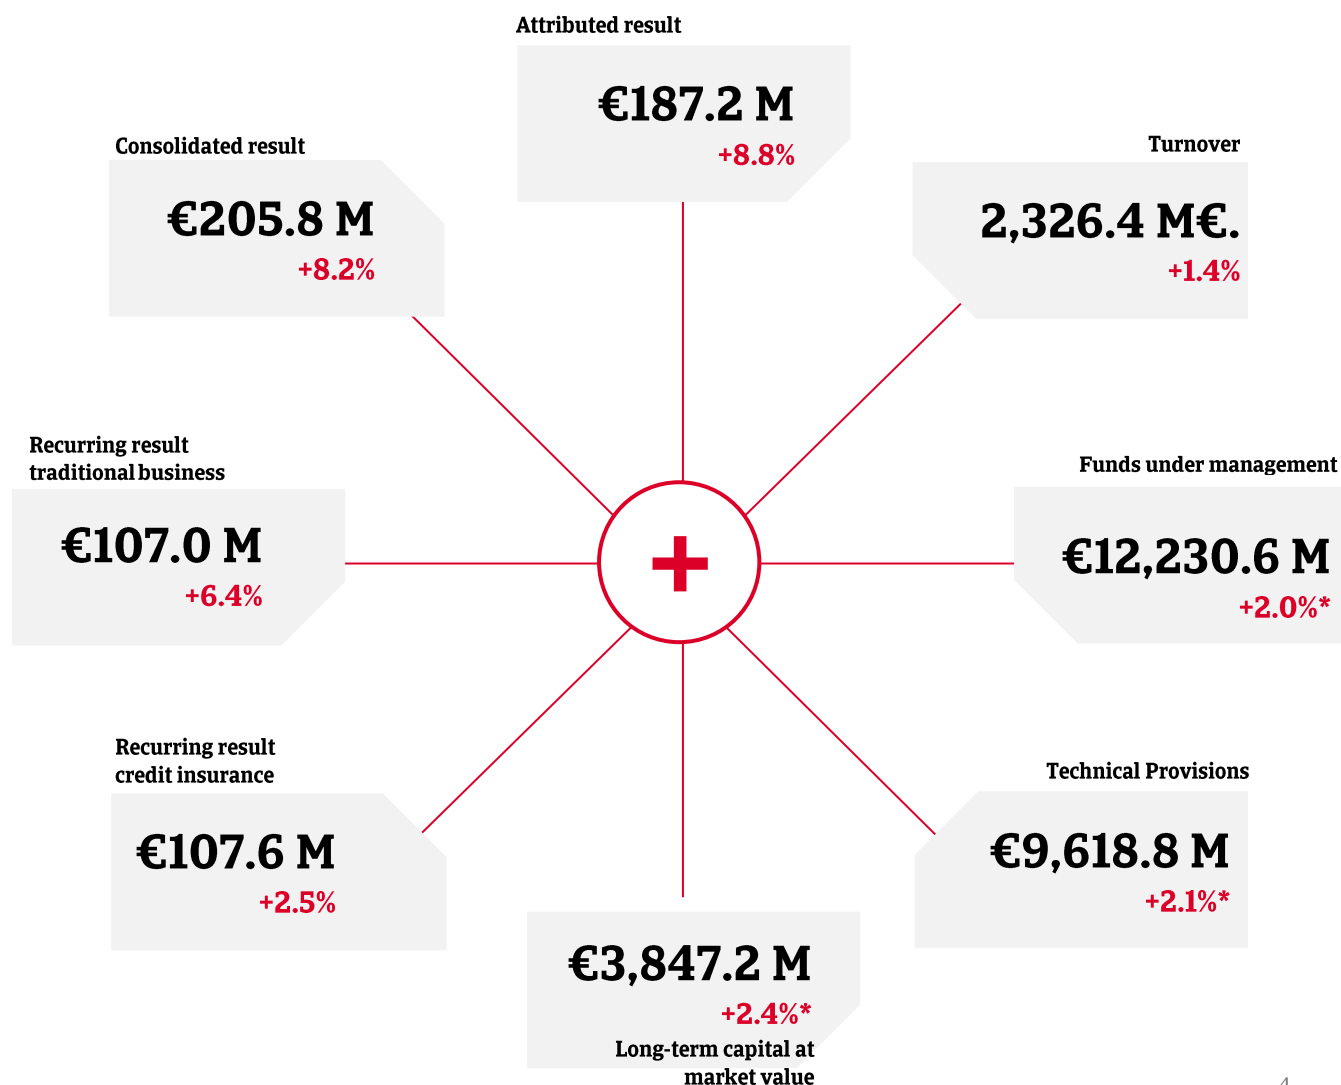 Attributed result
€187.2 M
+8.8%
Consolidated result
€205.8 M
+8.2%
Turnover
2,326.4 M€.
+1.4%
Recurring result
traditional business
€107.0 M
+6.4%
Funds under management
€12,230.6 M
+2.0%*
Recurring result
credit insurance
€107.6 M
+2.5%
Technical Provisions
€9,618.8 M
+2.1%*
€3,847.2 M
+2.4%*
Long-term capital at
market value
4